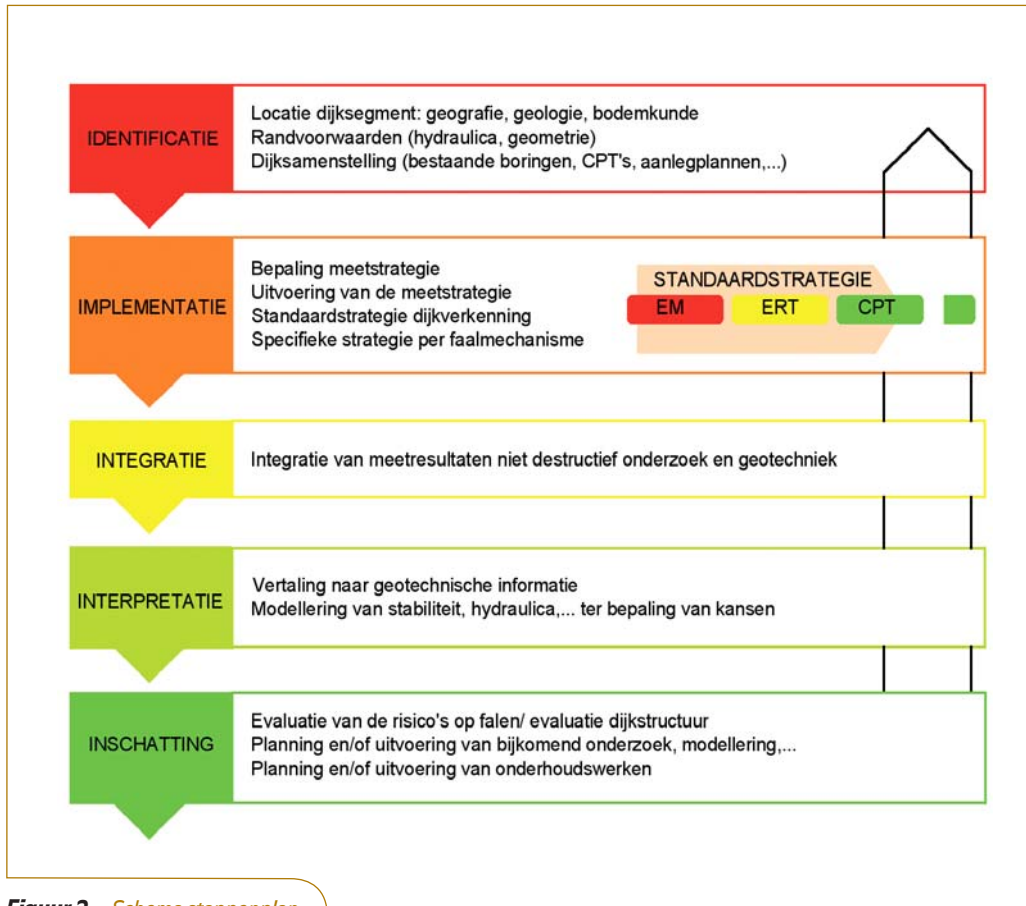 IDENTIFICATIE
Locatie dijksegment: geografie, geologie, bodemkunde
Randvoorwaarden (hydraulica, geometrie)
Dijksamenstelling (bestaande boringen, CPT's, aanlegplannen,...)
IMPLEMENTATIE
Bepaling meetstrategie
Uitvoering van de meetstrategie
Standaardstrategie dijkverkenning
Specifieke strategie per faalmechanisme
STANDAARDSTRATEGIE
EM ERT CPT
INTEGRATIE
Integratie van meetresultaten niet destructief onderzoek en geotechniek
INTERPRETATIE
Vertaling naar geotechnische informatie
Modellering van stabiliteit, hydraulica,... ter bepaling van kansen
INSCHATTING
Evaluatie van de risico's op falen/ evaluatie dijkstructuur
Planning en/of uitvoering van bijkomend onderzoek, modellering,...
Planning en/of uitvoering van onderhoudswerken
Figuur 2 Schema stappenplan